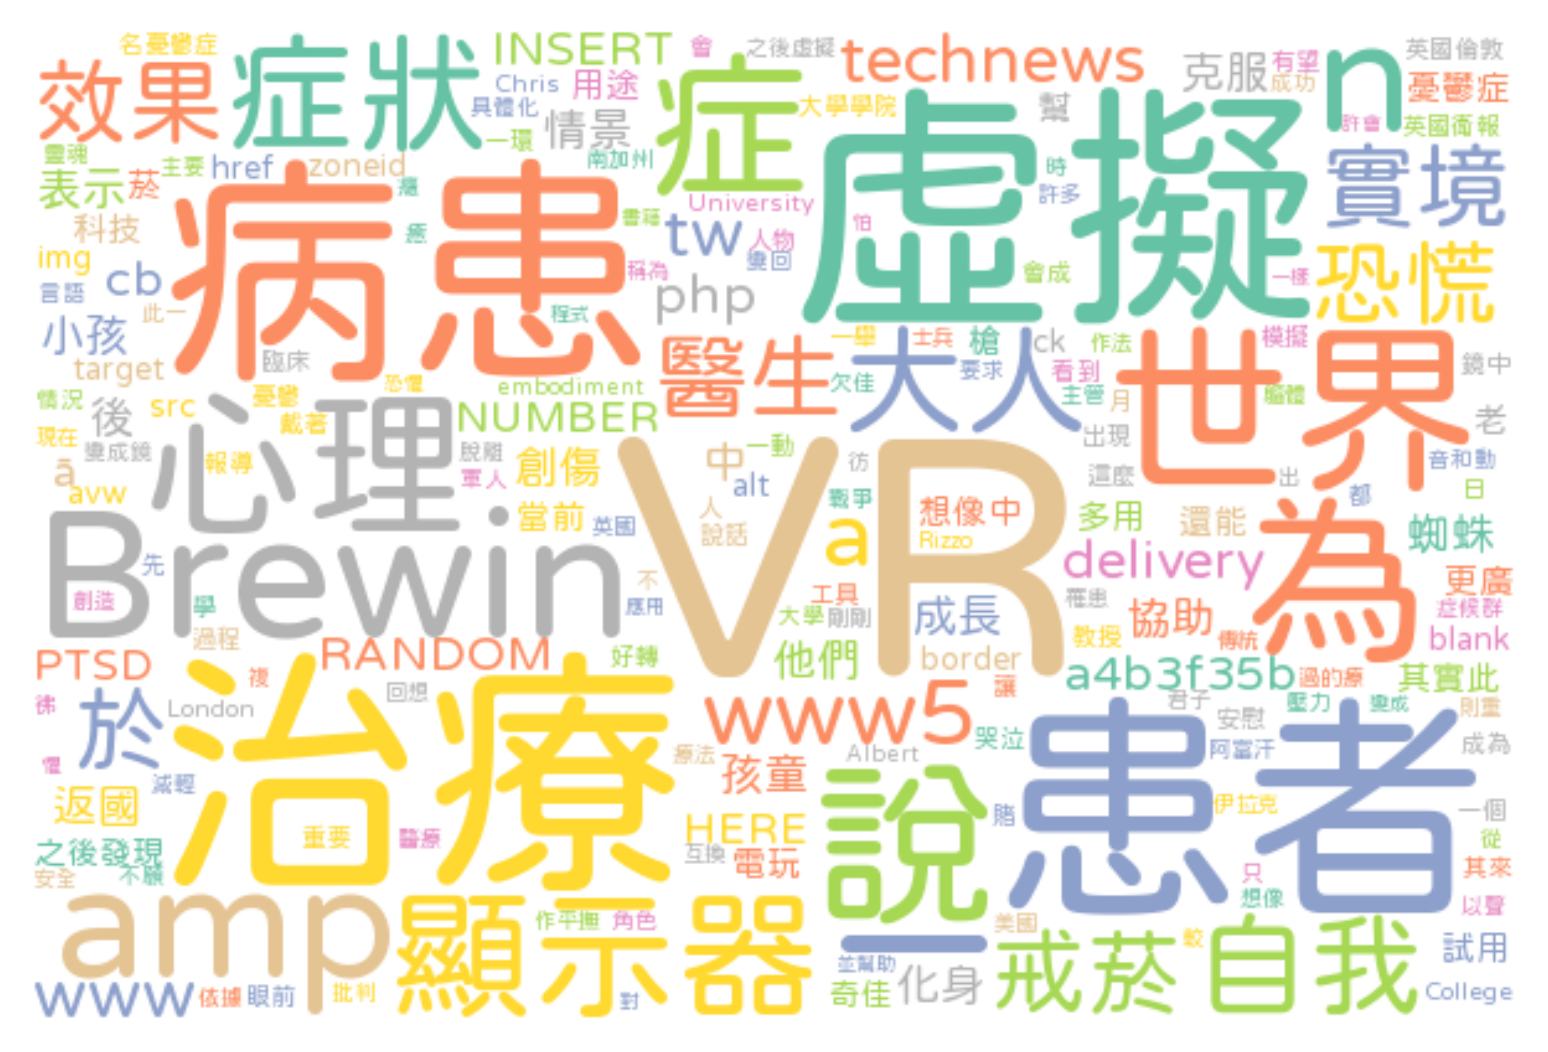 名憂鬱症
效果
症狀
INSERT
會
之後虛擬
technews
克服
有望
成功
n
英國倫敦
憂鬱症
Chris
用途
具體化
情景
一環
症
大學學院
虛擬
幫
許會
英國衛報
靈魂
主要
href
zoneid
南加州
表示
菸
時
許多
實境
科技
病患
書籍
University
tw
人物
變回
怕
img
cb
言語
稱為
php
會成
一樣
恐慌
此一
程式
小孩
臨床
醫生
一舉
大人
士兵
槍
ck
作法
模擬
世界
鏡中
target
恐懼
embodiment
欠佳
要求
看到
主管
月
軀體
情況
後
src
憂鬱
戴著
心理
NUMBER
出現
老
現在
變成鏡
報導
脫離
軍人
創傷
VR
中
一動
彷
這麼
出
音和動
ā
avw
alt
戰爭
都
日
Brewin
當前
英國
人
說話
a
想像中
Rizzo
多用
還能
為
蜘蛛
先
不
delivery
更廣
創造
學
應用
工具
罹患
症候群
過程
大學
剛剛
成長
教授
協助
傳統
blank
PTSD
RANDOM
好轉
他們
border
a4b3f35b
過的療
其實此
彿
於
複
回想
London
治療
www5
讓
君子
壓力
變成
則重
懼
減輕
療法
Albert
哭泣
患者
安慰
阿富汗
成為
返國
孩童
說
賭
伊拉克
一個
重要
醫療
HERE
從
之後發現
互換
電玩
其來
安全
不願
只
想像
以聲
amp
顯示器
作平撫
角色
一
美國
戒菸
較
自我
試用
www
依據
眼前
批判
對
並幫助
奇佳
化身
College